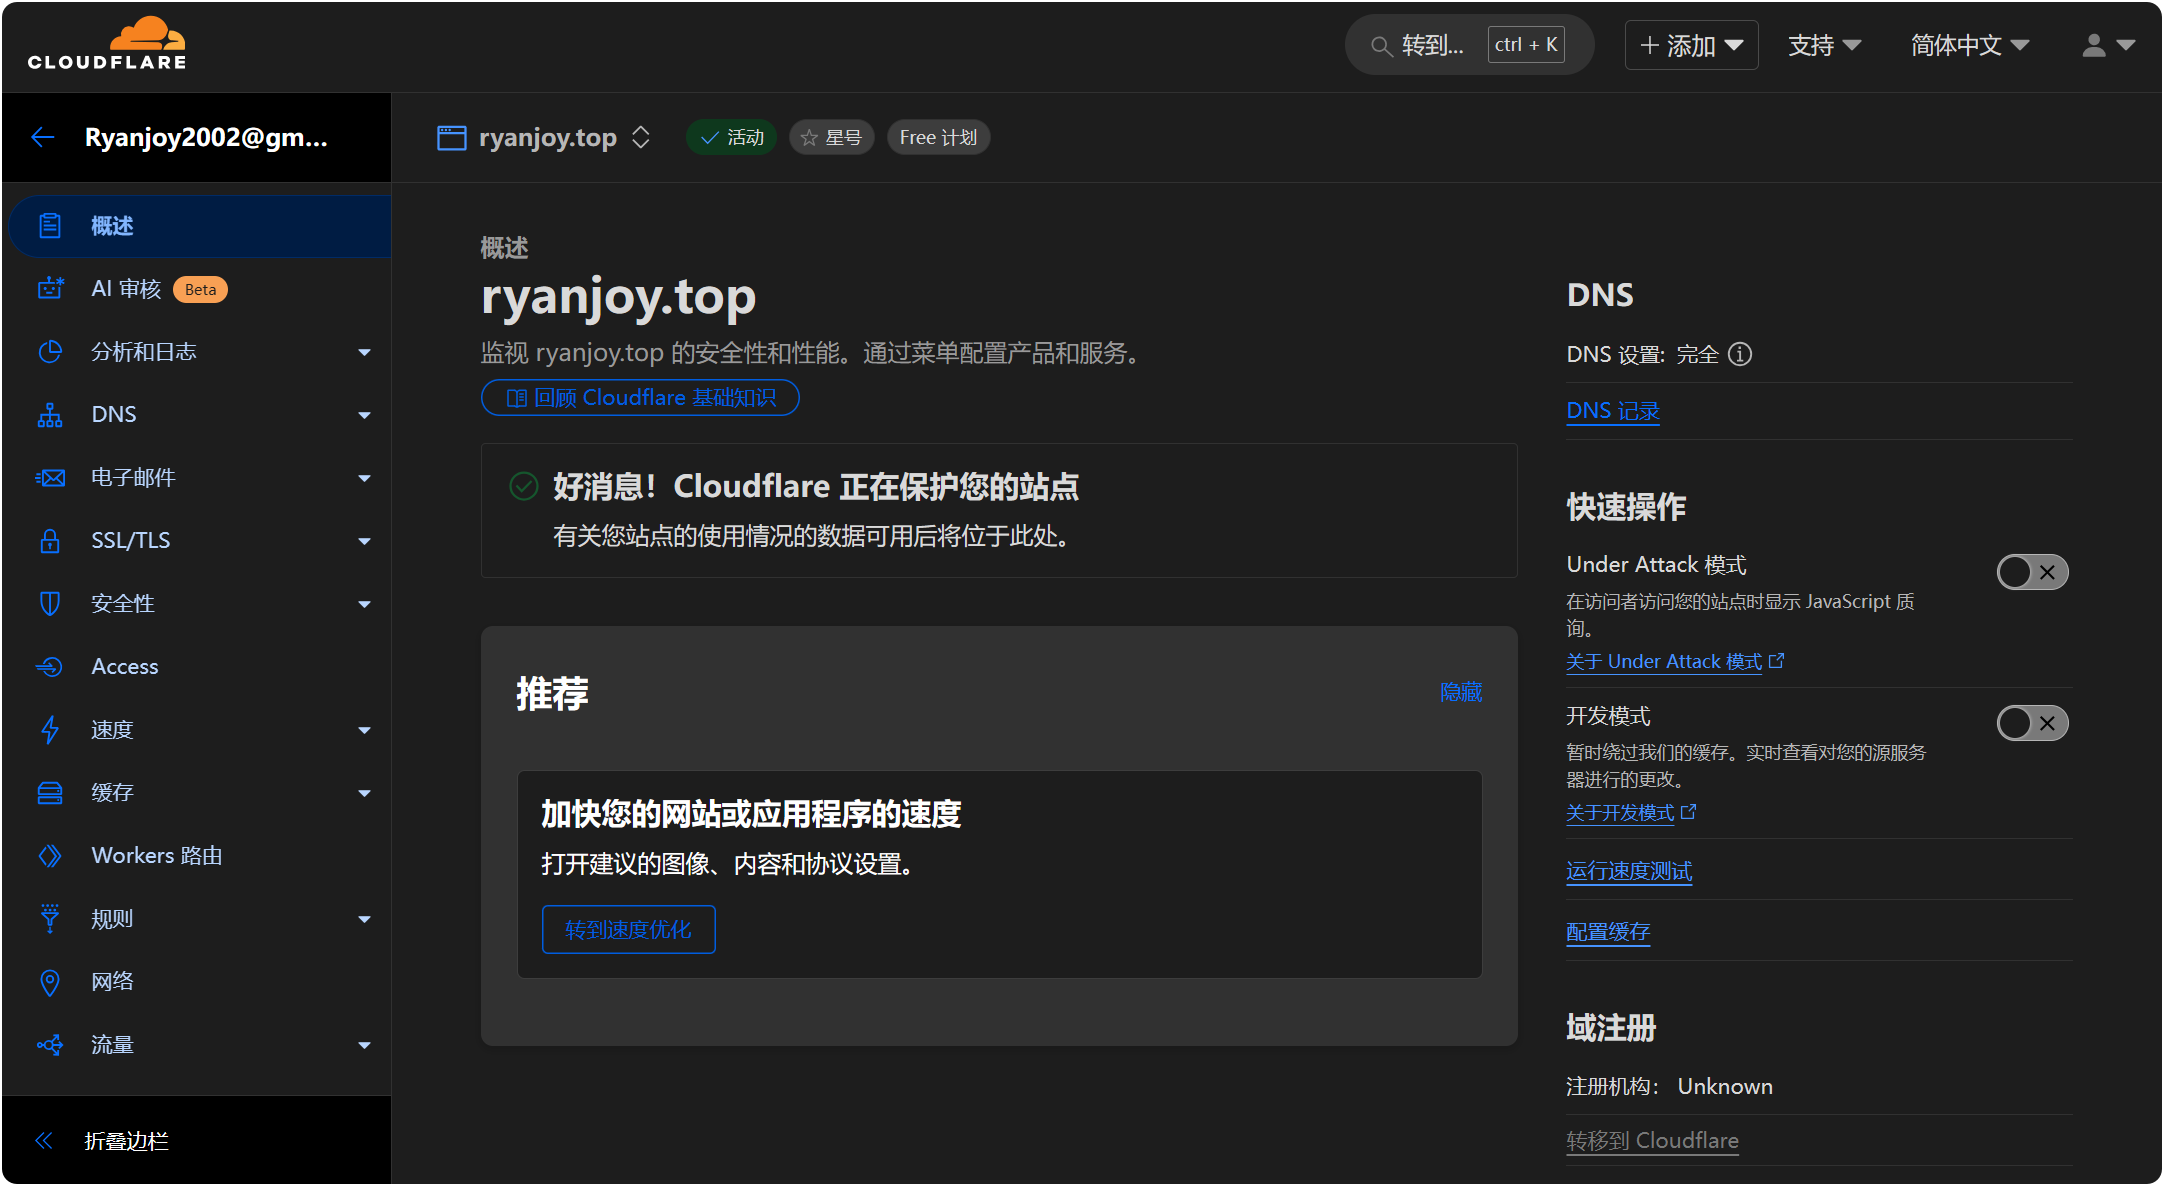 CLOUDFLARE
转到...
ctrl + K
+ 添加
支持
简体中文
Ryanjoy2002@gm...
ryanjoy.top
活动
星号
Free 计划
概述
AI 审核
Beta
分析和日志
DNS
电子邮件
SSL/TLS
安全性
Access
速度
缓存
Workers 路由
规则
网络
流量
折叠边栏
概述
ryanjoy.top
监视 ryanjoy.top 的安全性和性能。通过菜单配置产品和服务。
回顾 Cloudflare 基础知识
好消息！Cloudflare 正在保护您的站点
有关您站点的使用情况的数据可用后将位于此处。
推荐
隐藏
加快您的网站或应用程序的速度
打开建议的图像、内容和协议设置。
转到速度优化
DNS
DNS 设置: 完全
DNS 记录
快速操作
Under Attack 模式
在访问者访问您的站点时显示 JavaScript 质
询。
关于 Under Attack 模式
开发模式
暂时绕过我们的缓存。实时查看对您的源服务
器进行的更改。
关于开发模式
运行速度测试
配置缓存
域注册
注册机构： Unknown
转移到 Cloudflare